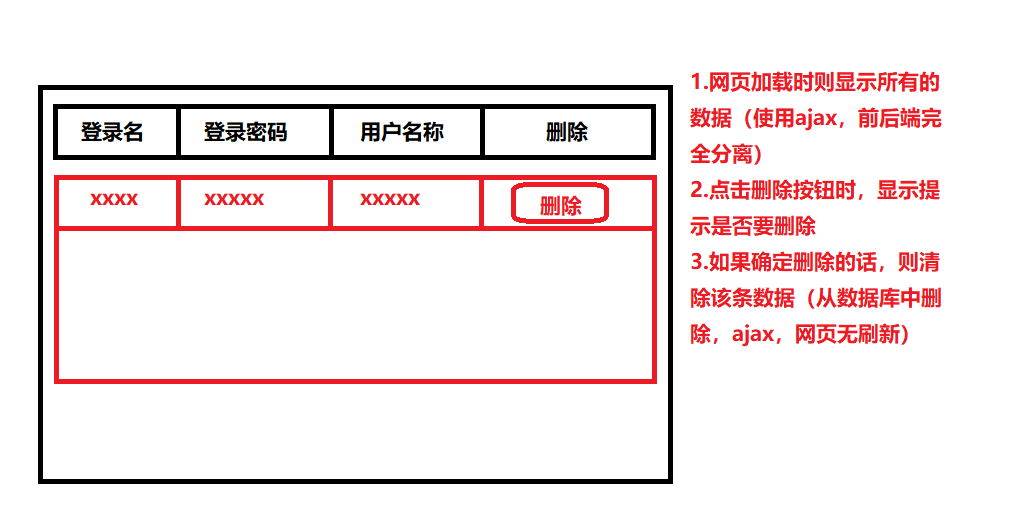 登录名 登录密码 用户名称 删除
xxxx xxxxx xxxxx 删除
1.网页加载时则显示所有的
数据（使用ajax，前后端完
全分离）
2.点击删除按钮时，显示提
示是否要删除
3.如果确定删除的话，则清
除该条数据（从数据库中删
除，ajax，网页无刷新）